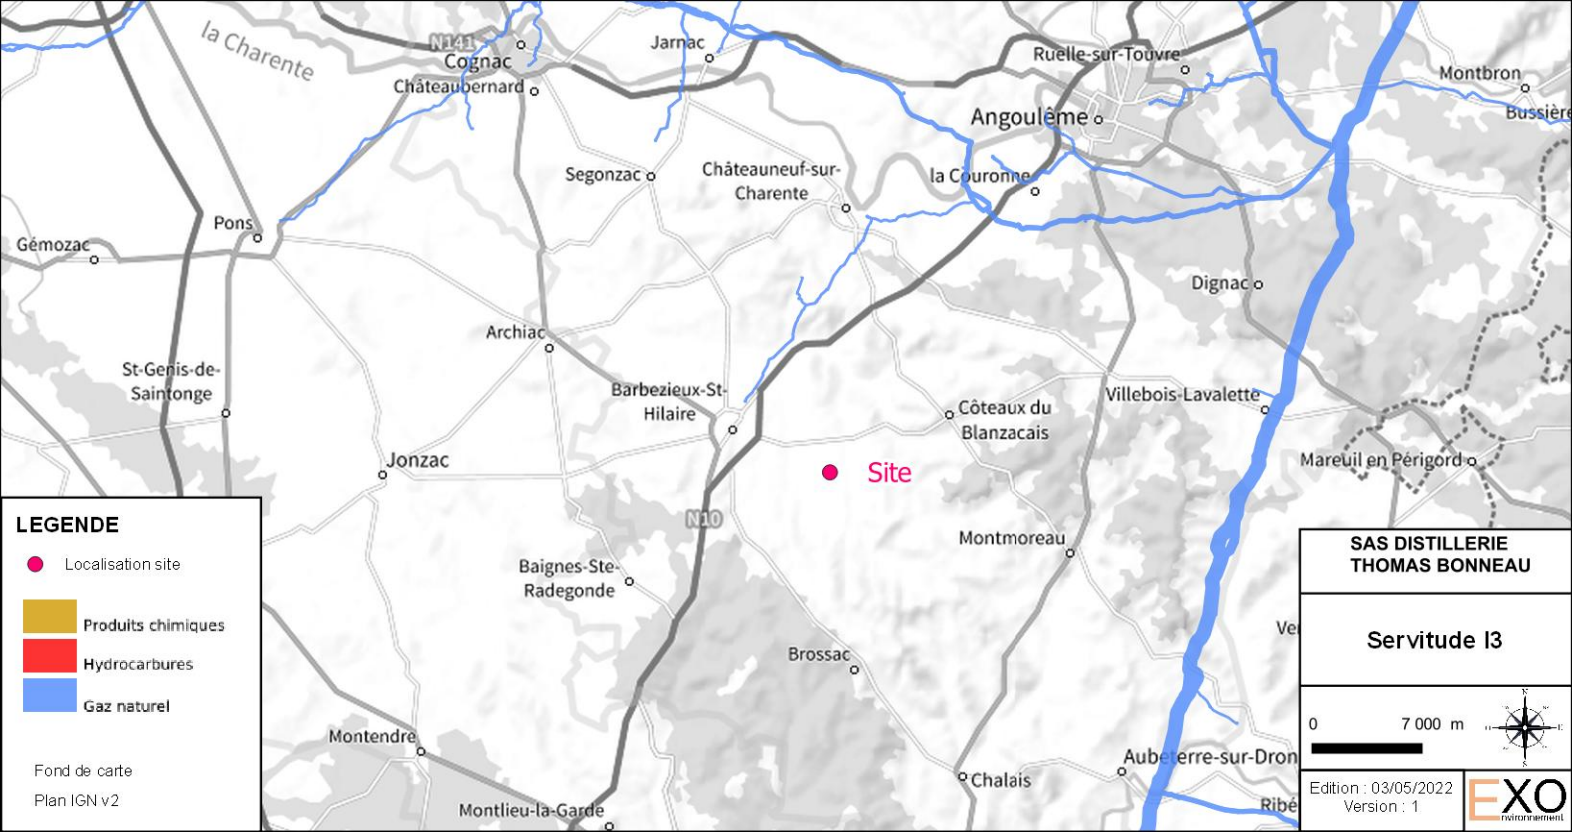 la Charente
N141
Cognac
Jarnac
Châteaubernard
Ruelle-sur-Touvre
Montbron
Bussière
Angoulême
Segonzac
Châteauneuf-sur-
Charente
la Couronne
Pons
Gémozac
Dignac
Archiac
St-Genis-de-
Saintonge
Barbezieux-St-
Hilaire
Côteaux du
Blanzacais
Villebois-Lavalette
Mareuil en Périgord
Jonzac
Site
N10
Montmoreau
Baignes-Ste-
Radegonde
Brossac
Ver
Montendre
Chalais
Aubeterre-sur-Dron
Montlieu-la-Garde
Ribé
LEGENDE
Localisation site
Produits chimiques
Hydrocarbures
Gaz naturel
Fond de carte
Plan IGN v2
SAS DISTILLERIE
THOMAS BONNEAU
Servitude I3
0 7 000 m
Edition : 03/05/2022
Version : 1
EXO
nvironnement